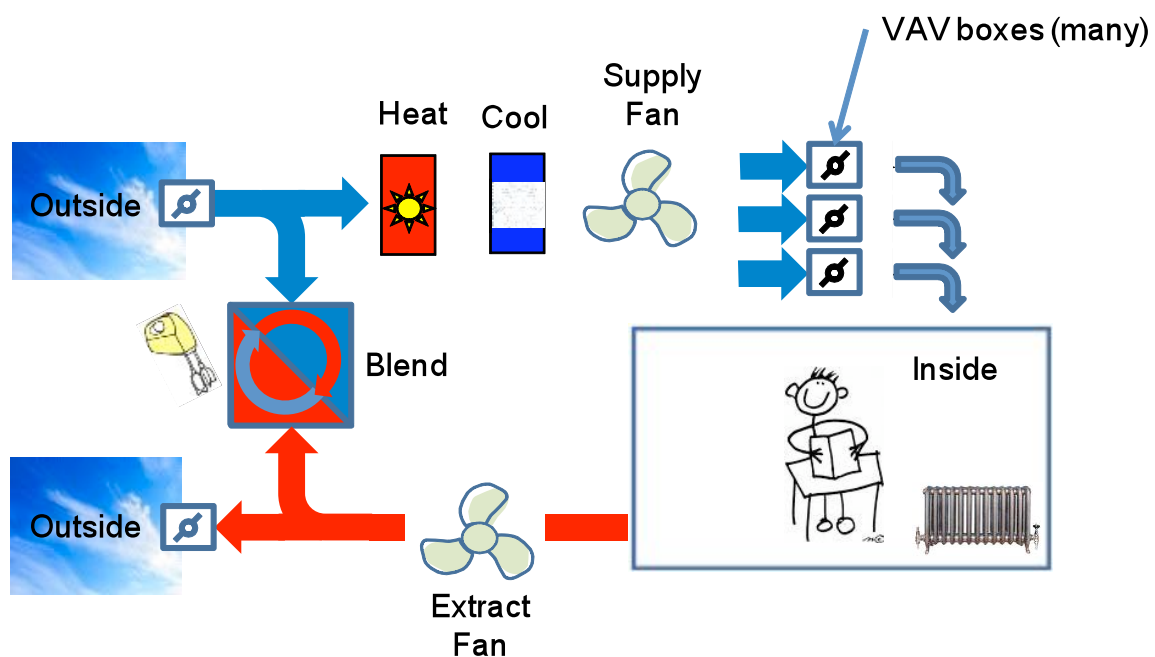 VAV boxes (many)
Supply
Fan
Heat
Cool
Outside
Blend
Inside
Outside
Extract
Fan